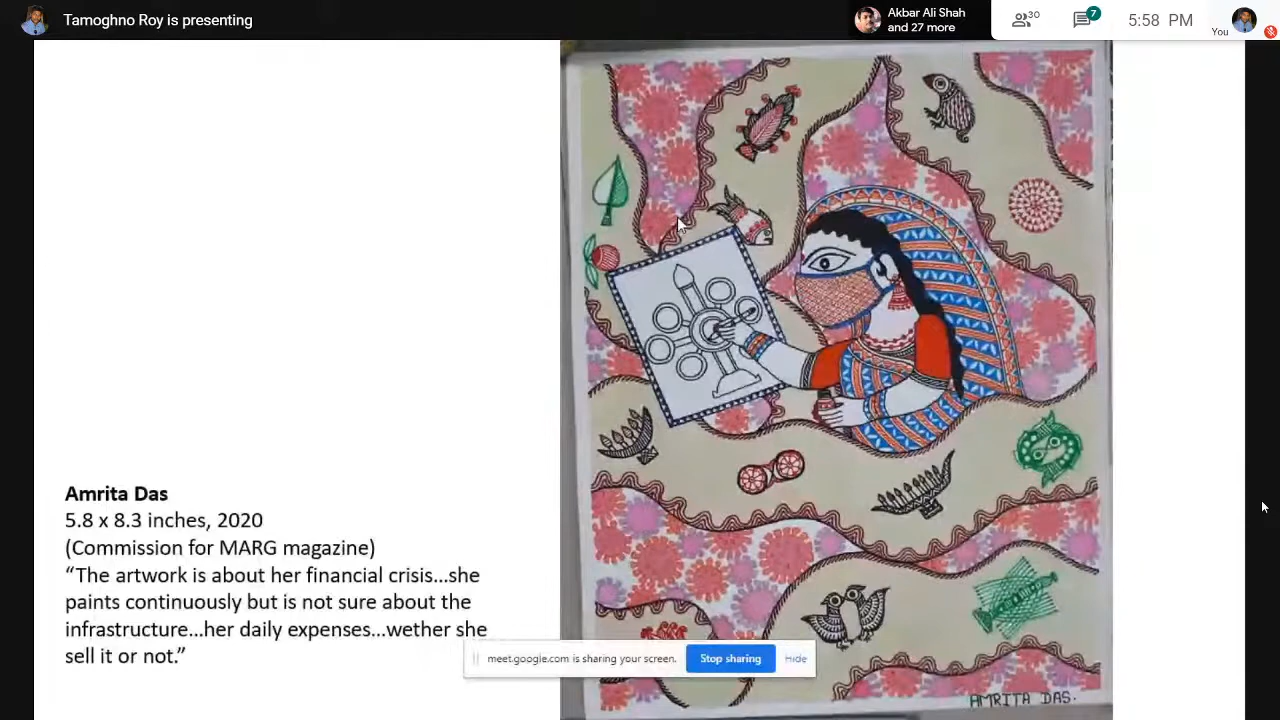 Tamoghno Roy is presenting
Akbar Ali Shah
and 27 more
30
7
5:58 PM
You
Amrita Das
5.8 x 8.3 inches, 2020
(Commission for MARG magazine)
“The artwork is about her financial crisis...she
paints continuously but is not sure about the
infrastructure...her daily expenses...wether she
sell it or not.”
meet.google.com is sharing your screen.
Stop sharing
Hide
AMRITA DAS.